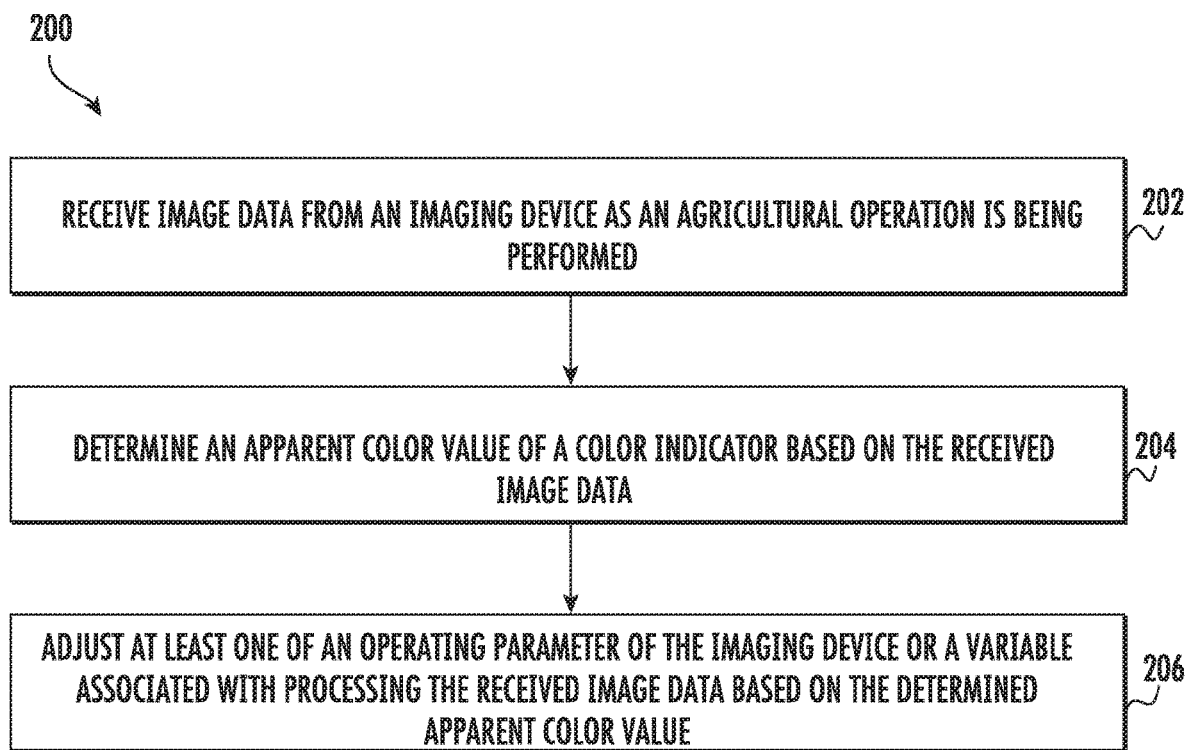 200
RECEIVE IMAGE DATA FROM AN IMAGING DEVICE AS AN AGRICULTURAL OPERATION IS BEING
PERFORMED
202
DETERMINE AN APPARENT COLOR VALUE OF A COLOR INDICATOR BASED ON THE RECEIVED
IMAGE DATA
204
ADJUST AT LEAST ONE OF AN OPERATING PARAMETER OF THE IMAGING DEVICE OR A VARIABLE
ASSOCIATED WITH PROCESSING THE RECEIVED IMAGE DATA BASED ON THE DETERMINED
APPARENT COLOR VALUE
206